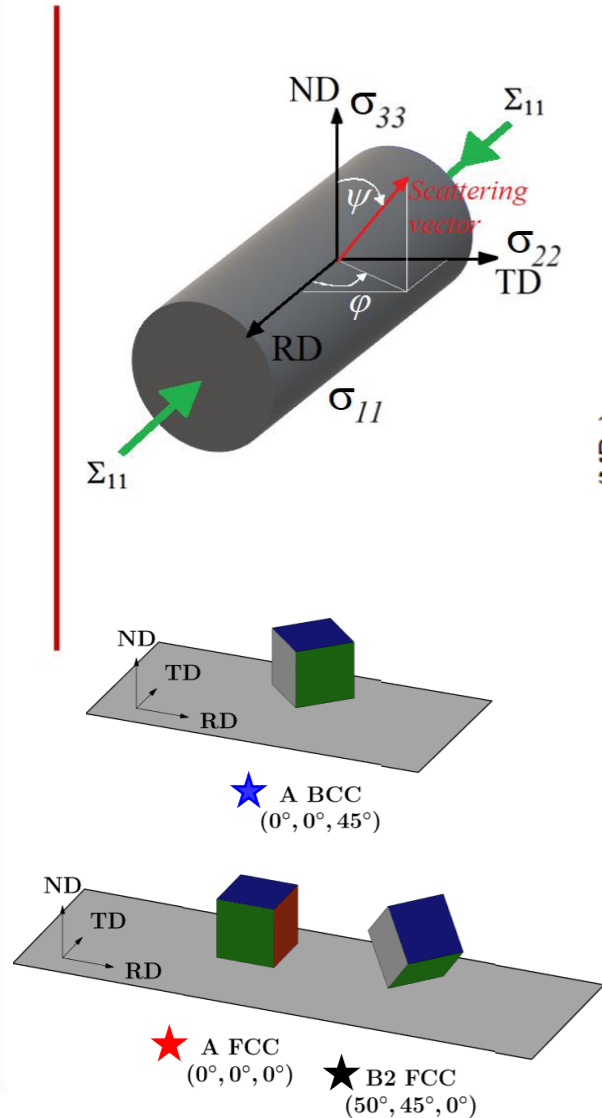 ND
σ33
Σ11
ψ
Scattering
vector
σ22
TD
φ
RD
σ11
Σ11
ND
TD
RD
A BCC
(0°, 0°, 45°)
ND
TD
RD
A FCC
(0°, 0°, 0°)
B2 FCC
(50°, 45°, 0°)